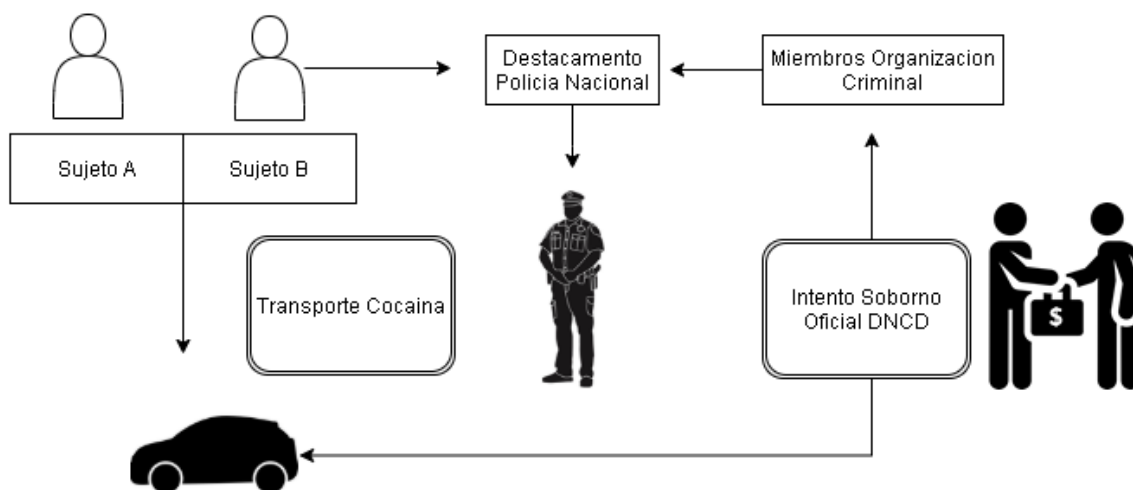 Destacamento
Policia Nacional
Miembros Organizacion
Criminal
Sujeto A
Sujeto B
Transporte Cocaina
Intento Soborno
Oficial DNCD
$